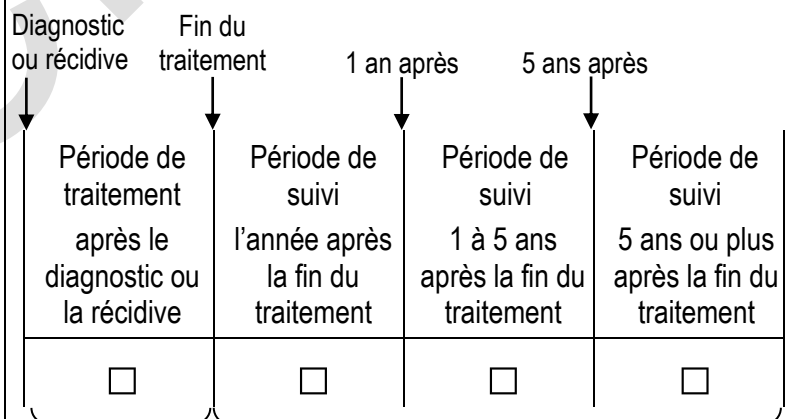 Diagnostic
ou récidive
Fin du
traitement
1 an après
5 ans après
Période de
traitement
après le
diagnostic ou
la récidive
Période de
suivi
l'année après
la fin du
traitement
Période de
suivi
1 à 5 ans
après la fin du
traitement
Période de
suivi
5 ans ou plus
après la fin du
traitement
☐ ☐ ☐ ☐